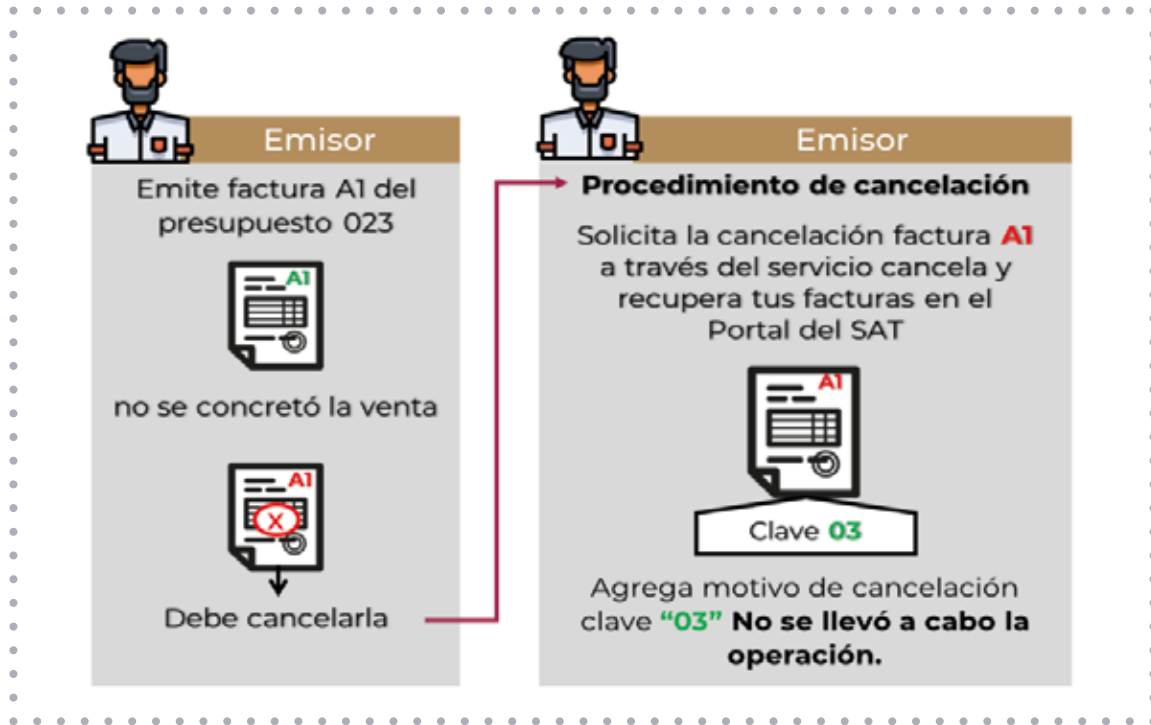 Emisor
Emite factura A1 del
presupuesto 023
A1
no se concretó la venta
A1
X
Debe cancelarla
Emisor
Procedimiento de cancelación
Solicita la cancelación factura A1
a través del servicio cancela y
recupera tus facturas en el
Portal del SAT
A1
Clave 03
Agrega motivo de cancelación
clave “03” No se llevó a cabo la
operación.